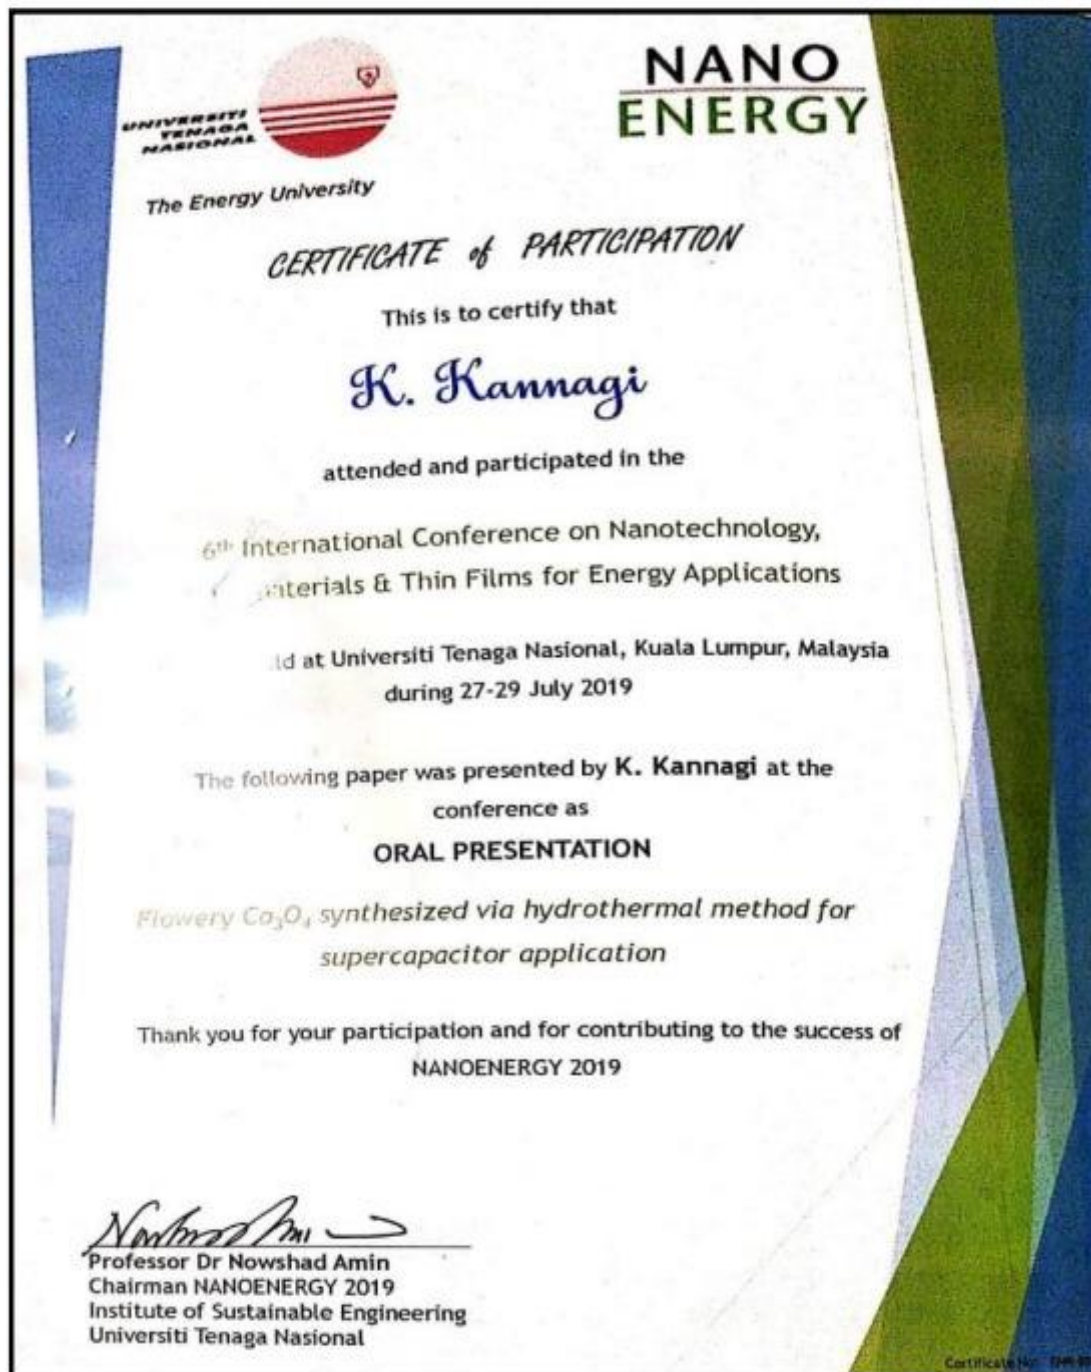 UNIVERSITI
TENAGA
NASIONAL
The Energy University
NANO
ENERGY
CERTIFICATE of PARTICIPATION
This is to certify that
K. Kannagi
attended and participated in the
6th International Conference on Nanotechnology,
& Thin Films for Energy Applications
at Universiti Tenaga Nasional, Kuala Lumpur, Malaysia
during 27-29 July 2019
The following paper was presented by K. Kannagi at the
conference as
ORAL PRESENTATION
Flowery Co₃O₄ synthesized via hydrothermal method for
supercapacitor application
Thank you for your participation and for contributing to the success of
NANOENERGY 2019
Professor Dr Nowshad Amin
Chairman NANOENERGY 2019
Institute of Sustainable Engineering
Universiti Tenaga Nasional
Certificate No